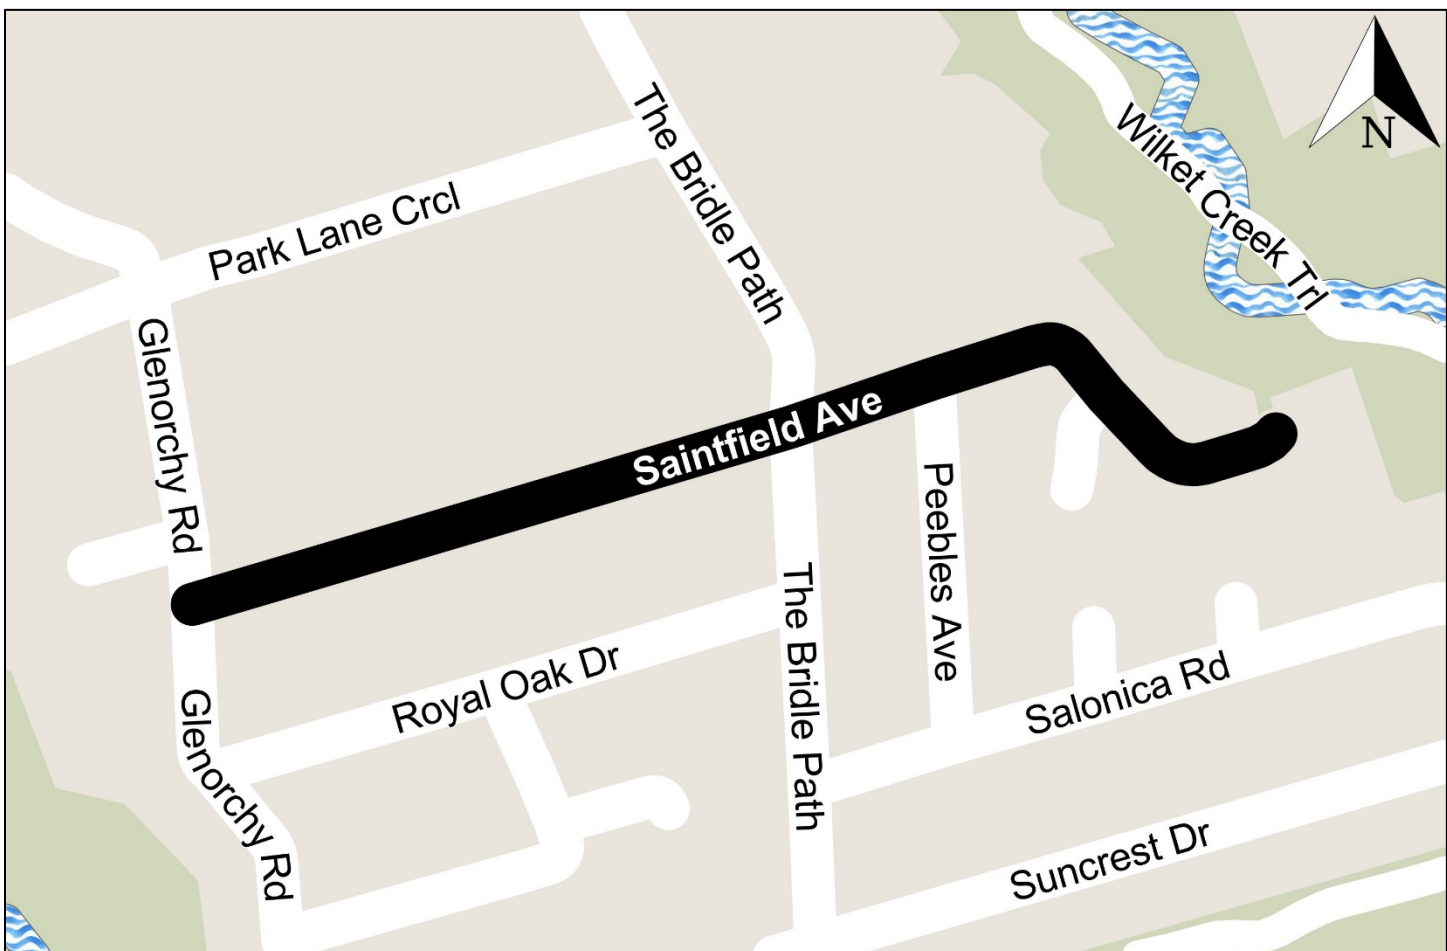 The Bridle Path
Wilket Creek Trl
N
Park Lane Crcl
Glenorchy Rd
Saintfield Ave
Peebles Ave
The Bridle Path
Royal Oak Dr
Salonica Rd
Glenorchy Rd
Suncrest Dr